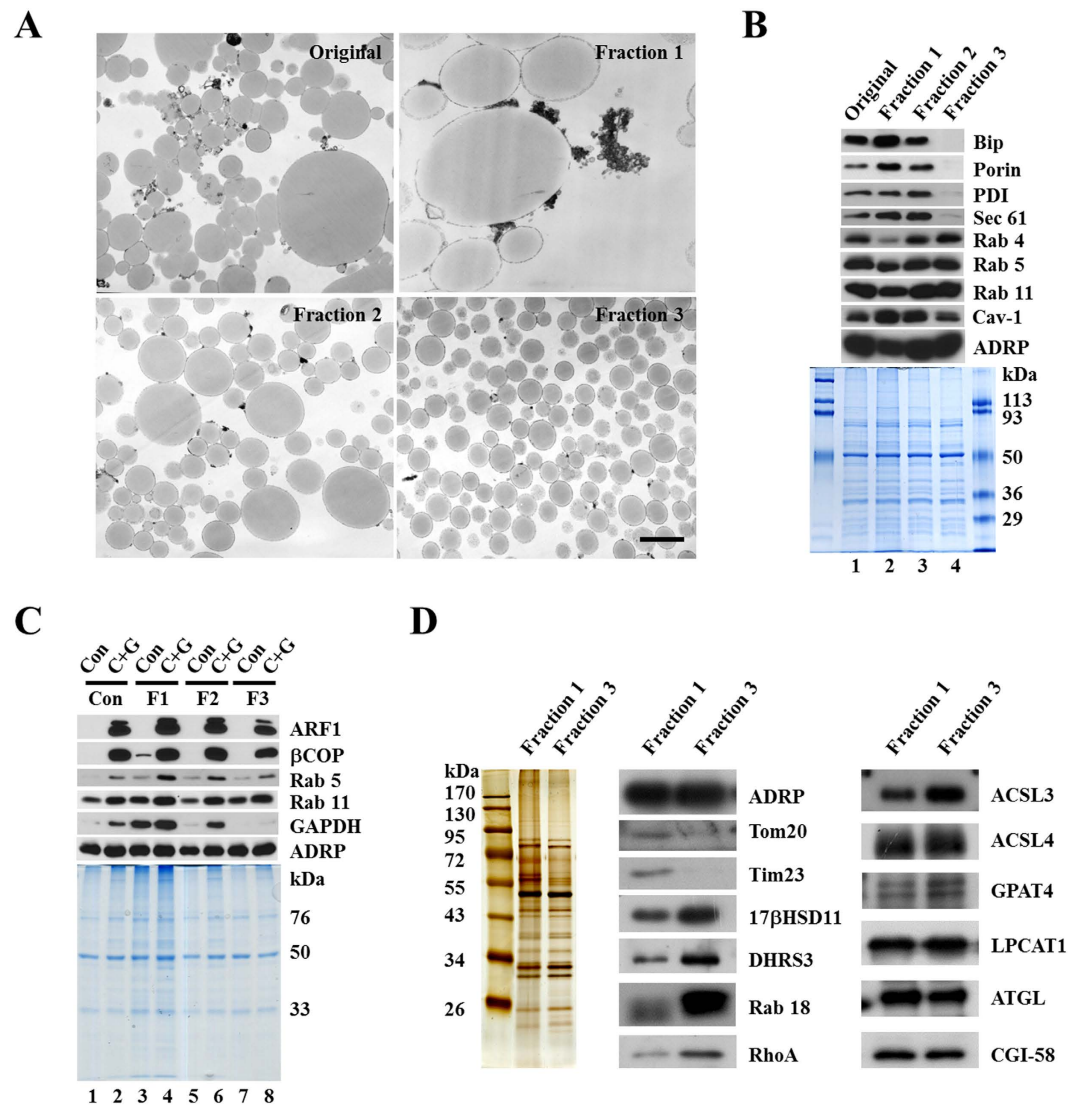 A
Original
Fraction 1
Fraction 2
Fraction 3
B
Original
Fraction 1
Fraction 2
Fraction 3
Bip
Porin
PDI
Sec 61
Rab 4
Rab 5
Rab 11
Cav-1
ADRP
kDa
113
93
50
36
29
1 2 3 4
C
Con C+G Con C+G Con C+G Con C+G
Con F1 F2 F3
ARF1
βCOP
Rab 5
Rab 11
GAPDH
ADRP
kDa
76
50
33
1 2 3 4 5 6 7 8
D
Fraction 1
Fraction 3
kDa
170
130
95
72
55
43
34
26
Fraction 1
Fraction 3
ADRP
Tom20
Tim23
17βHSD11
DHRS3
Rab 18
RhoA
Fraction 1
Fraction 3
ACSL3
ACSL4
GPAT4
LPCAT1
ATGL
CGI-58